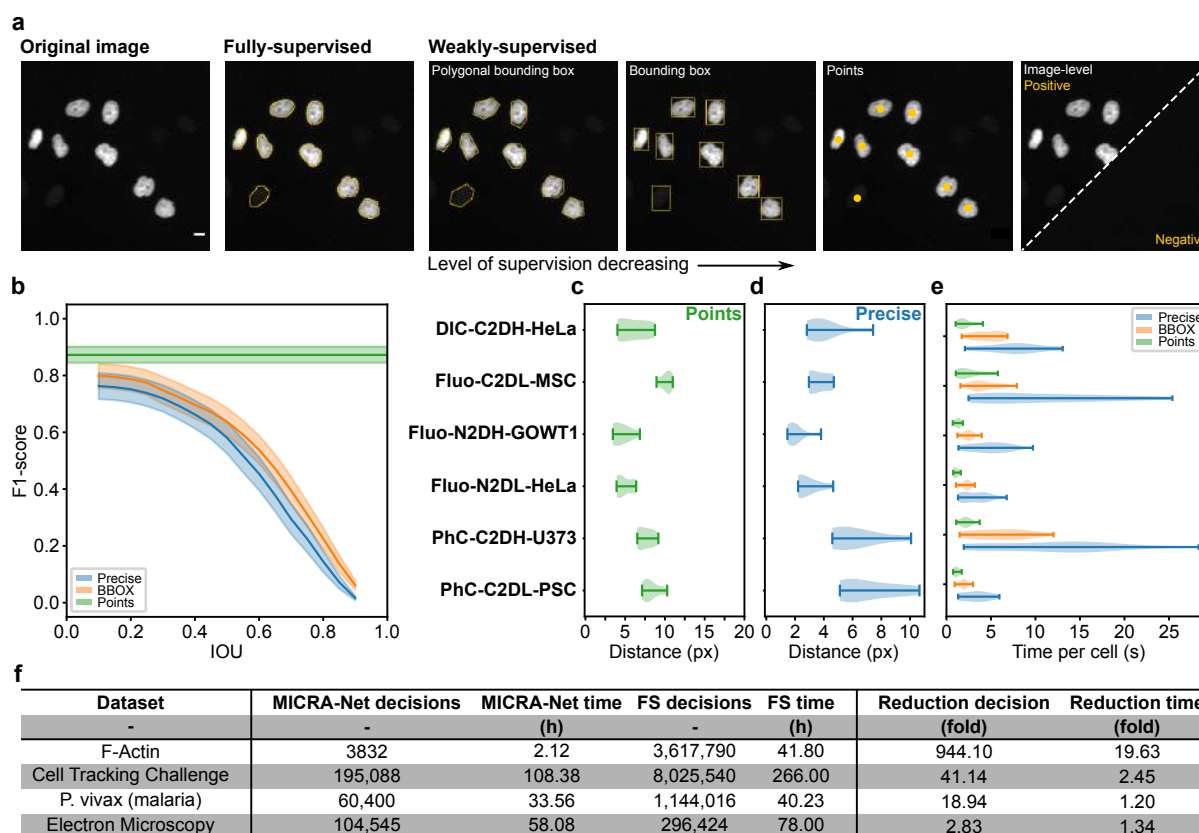 a
Original image
Fully-supervised
Weakly-supervised
Polygonal bounding box
Bounding box
Points
Image-level
Positive
Negative
Level of supervision decreasing
b
F1-score
1.0
0.8
0.6
0.4
0.2
0.0
Precise
BBOX
Points
0.0 0.2 0.4 0.6 0.8 1.0
IOU
DIC-C2DH-HeLa
Fluo-C2DL-MSC
Fluo-N2DH-GOWT1
Fluo-N2DL-HeLa
PhC-C2DH-U373
PhC-C2DL-PSC
c
Points
0 5 10 15 20
Distance (px)
d
Precise
0 2 4 6 8 10
Distance (px)
e
Precise
BBOX
Points
0 5 10 15 20 25
Time per cell (s)
f
Dataset MICRA-Net decisions MICRA-Net time FS decisions FS time Reduction decision Reduction time
- - (h) - (h) (fold) (fold)
F-Actin 3832 2.12 3,617,790 41.80 944.10 19.63
Cell Tracking Challenge 195,088 108.38 8,025,540 266.00 41.14 2.45
P. vivax (malaria) 60,400 33.56 1,144,016 40.23 18.94 1.20
Electron Microscopy 104,545 58.08 296,424 78.00 2.83 1.34